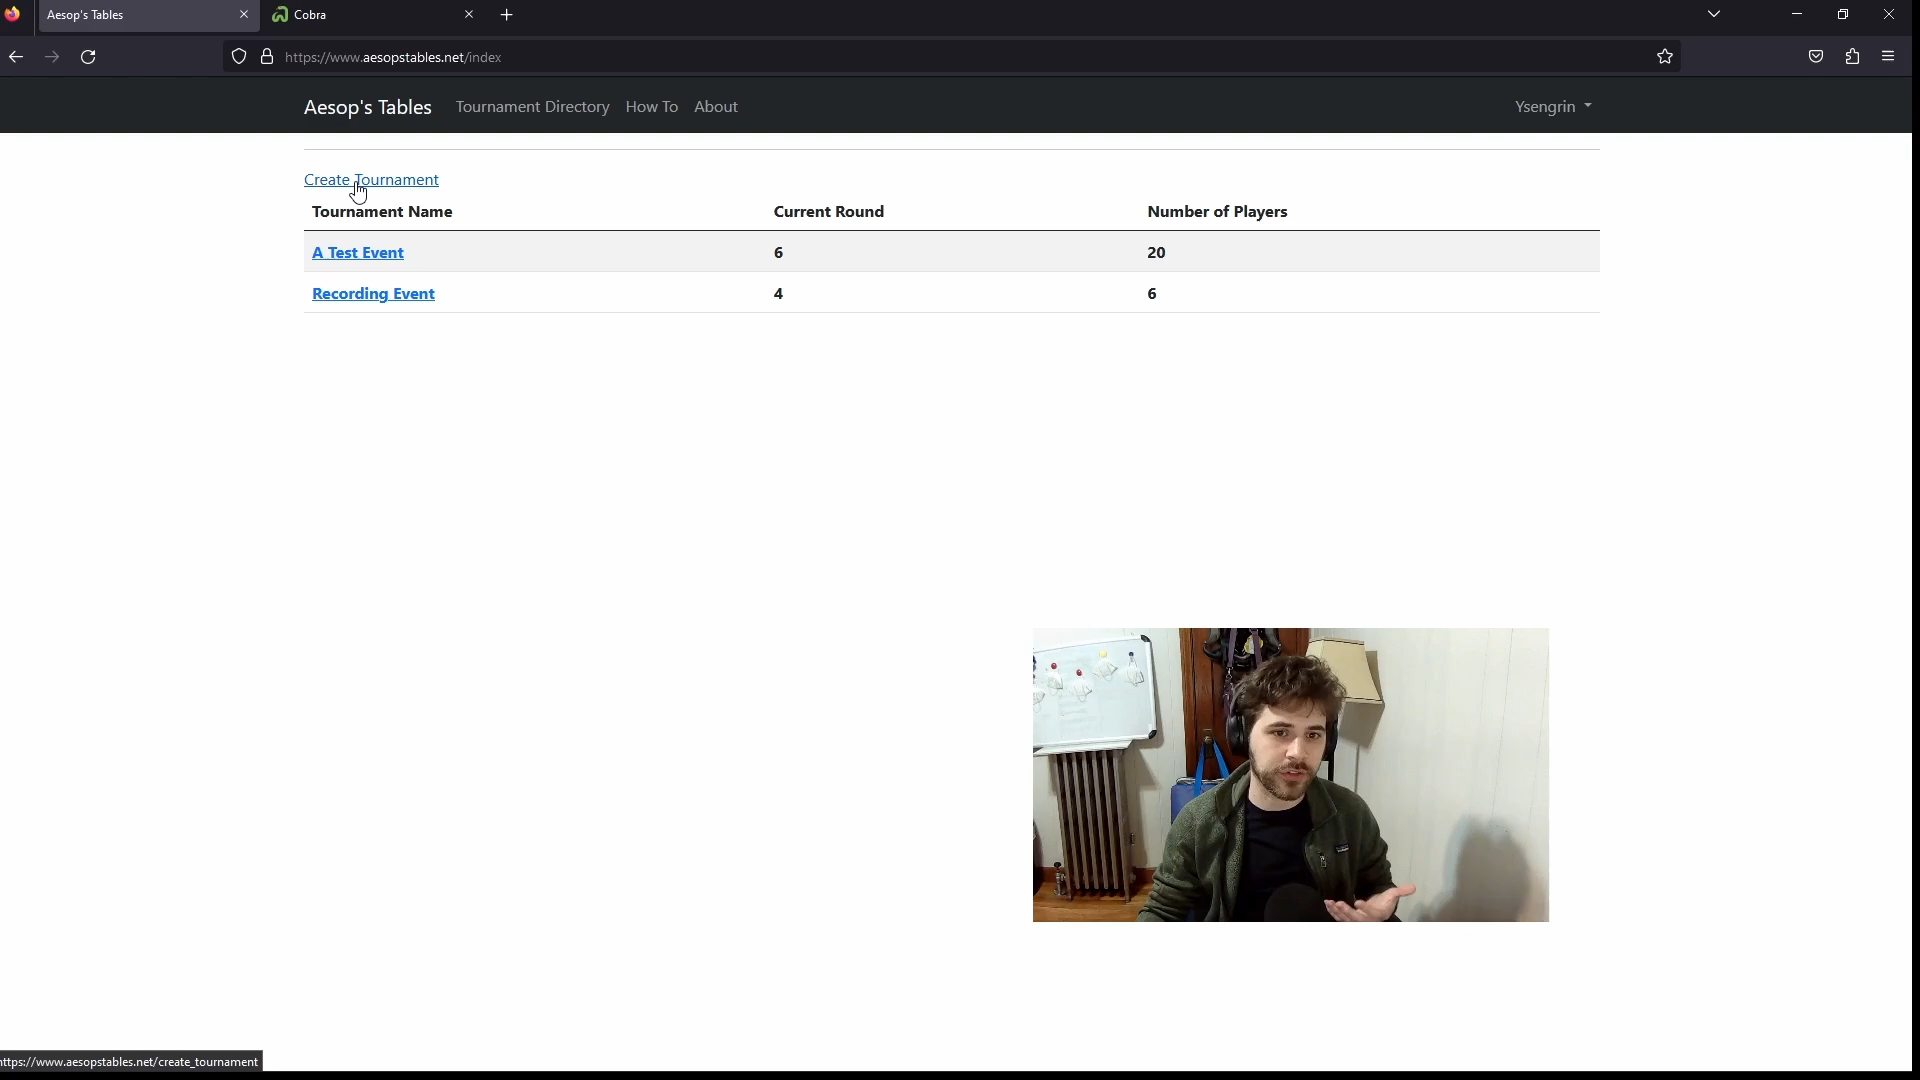 Aesop's Tables
Cobra
https://www.aesopstables.net/index
Aesop's Tables Tournament Directory How To About Ysengrin
Create Tournament
Tournament Name Current Round Number of Players
A Test Event 6 20
Recording Event 4 6
ttps://www.aesopstables.net/create_tournament